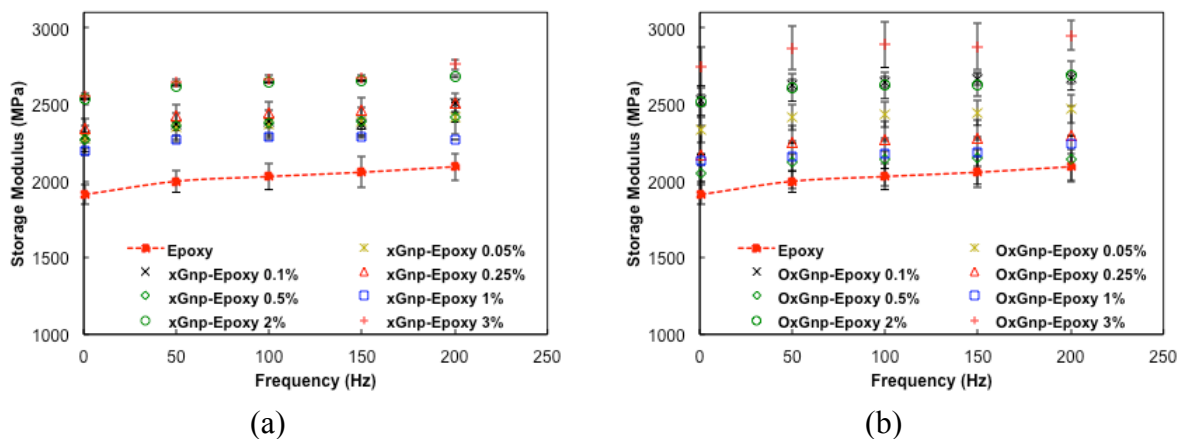 3000
2500
2000
1500
1000
Storage Modulus (MPa)
Epoxy
xGnp-Epoxy 0.05%
xGnp-Epoxy 0.1%
xGnp-Epoxy 0.25%
xGnp-Epoxy 0.5%
xGnp-Epoxy 1%
xGnp-Epoxy 2%
xGnp-Epoxy 3%
0 50 100 150 200 250
Frequency (Hz)
(a)
3000
2500
2000
1500
1000
Storage Modulus (MPa)
Epoxy
OxGnp-Epoxy 0.05%
OxGnp-Epoxy 0.1%
OxGnp-Epoxy 0.25%
OxGnp-Epoxy 0.5%
OxGnp-Epoxy 1%
OxGnp-Epoxy 2%
OxGnp-Epoxy 3%
0 50 100 150 200 250
Frequency (Hz)
(b)